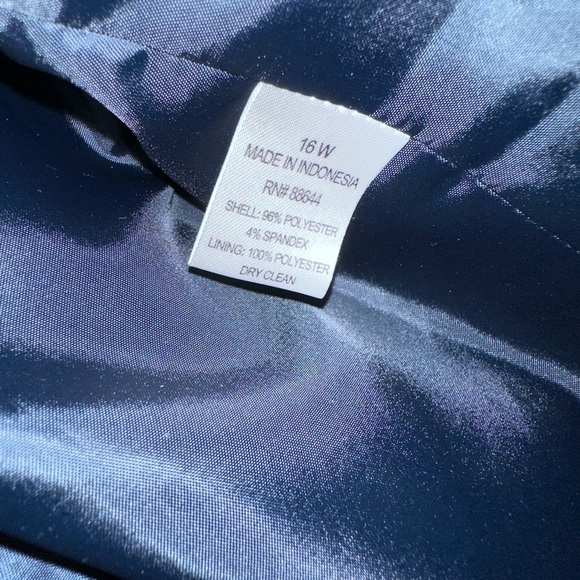 16 W
MADE IN INDONESIA
RN# 88644
SHELL: 96% POLYESTER
4% SPANDEX
LINING: 100% POLYESTER
DRY CLEAN